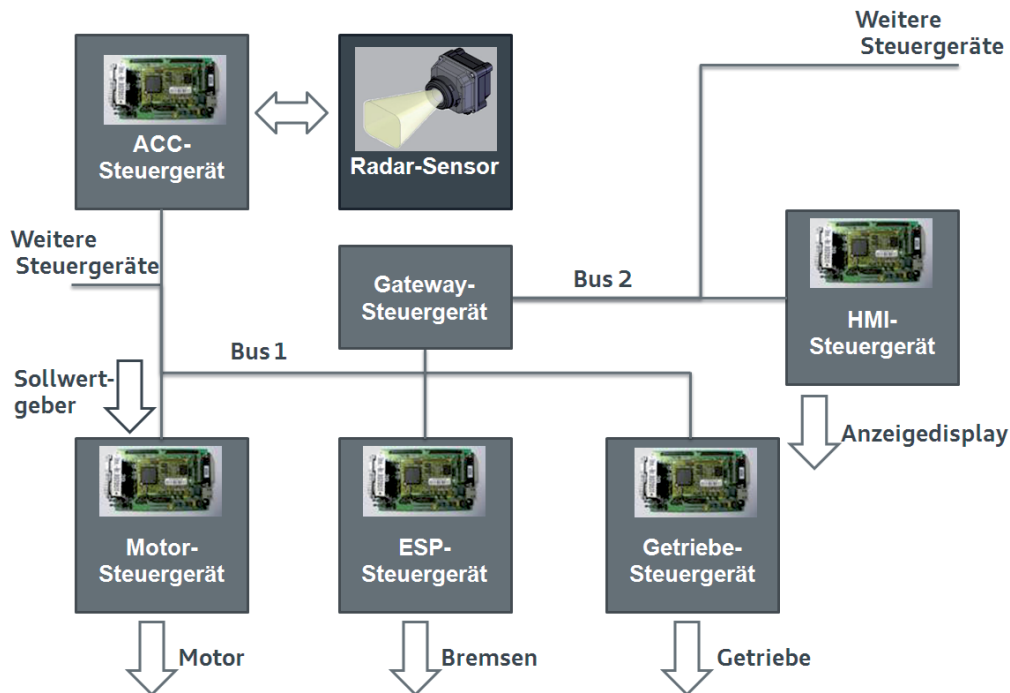 Weitere
Steuergeräte
ACC-
Steuergerät
Radar-Sensor
Weitere
Steuergeräte
Gateway-
Steuergerät
Bus 2
HMI-
Steuergerät
Bus 1
Sollwert-
geber
Anzeigedisplay
Motor-
Steuergerät
ESP-
Steuergerät
Getriebe-
Steuergerät
Motor
Bremsen
Getriebe